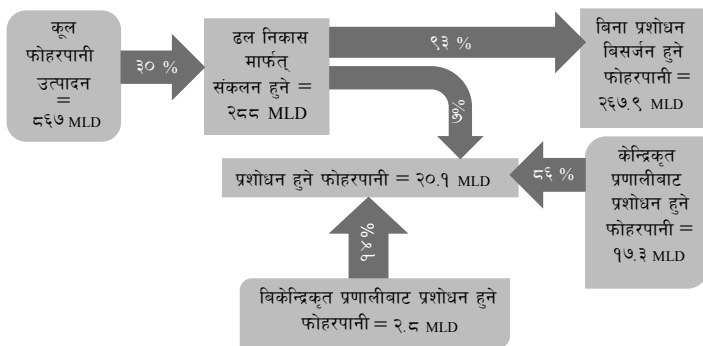 कूल
फोहरपानी
उत्पादन
=
८६७ MLD
३० %
ढल निकास
मार्फत्
संकलन हुने =
२८८ MLD
९३ %
बिना प्रशोधन
बिसर्जन हुने
फोहरपानी =
२६७.९ MLD
७%
प्रशोधन हुने फोहरपानी = २०.१ MLD
८६ %
केन्द्रिकृत
प्रणालीबाट
प्रशोधन हुने
फोहरपानी =
१७.३ MLD
१४%
बिकेन्द्रिकृत प्रणालीबाट प्रशोधन हुने
फोहरपानी = २.८ MLD